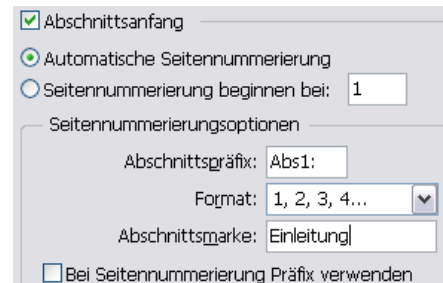 Abschnittsanfang
Automatische Seitennummerierung
Seitennummerierung beginnen bei: 1
Seitennummerierungsoptionen
Abschnittspräfix: Abs1:
Format: 1, 2, 3, 4...
Abschnittsmarke: Einleitung
Bei Seitennummerierung Präfix verwenden